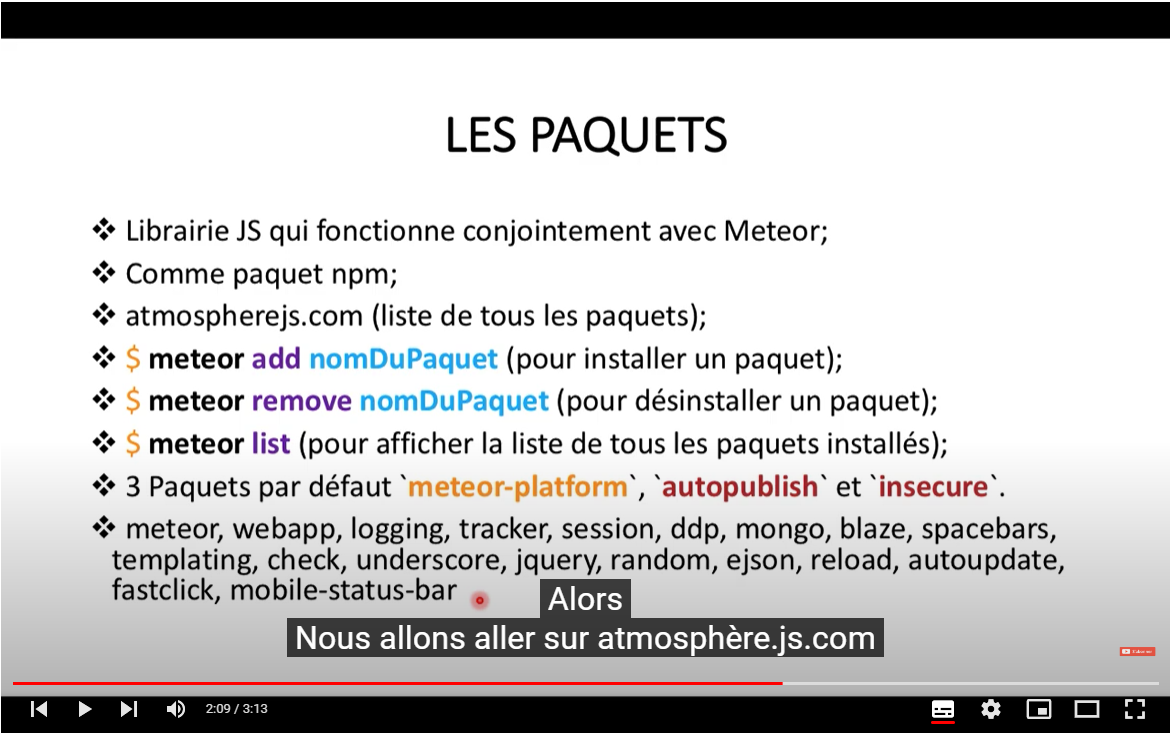 LES PAQUETS
❖ Librairie JS qui fonctionne conjointement avec Meteor;
❖ Comme paquet npm;
❖ atmospherejs.com (liste de tous les paquets);
❖ $ meteor add nomDuPaquet (pour installer un paquet);
❖ $ meteor remove nomDuPaquet (pour désinstaller un paquet);
❖ $ meteor list (pour afficher la liste de tous les paquets installés);
❖ 3 Paquets par défaut `meteor-platform`, `autopublish` et `insecure`.
❖ meteor, webapp, logging, tracker, session, ddp, mongo, blaze, spacebars,
templating, check, underscore, jquery, random, ejson, reload, autoupdate,
fastclick, mobile-status-bar
Alors
Nous allons aller sur atmosphère.js.com
2:09 / 3:13